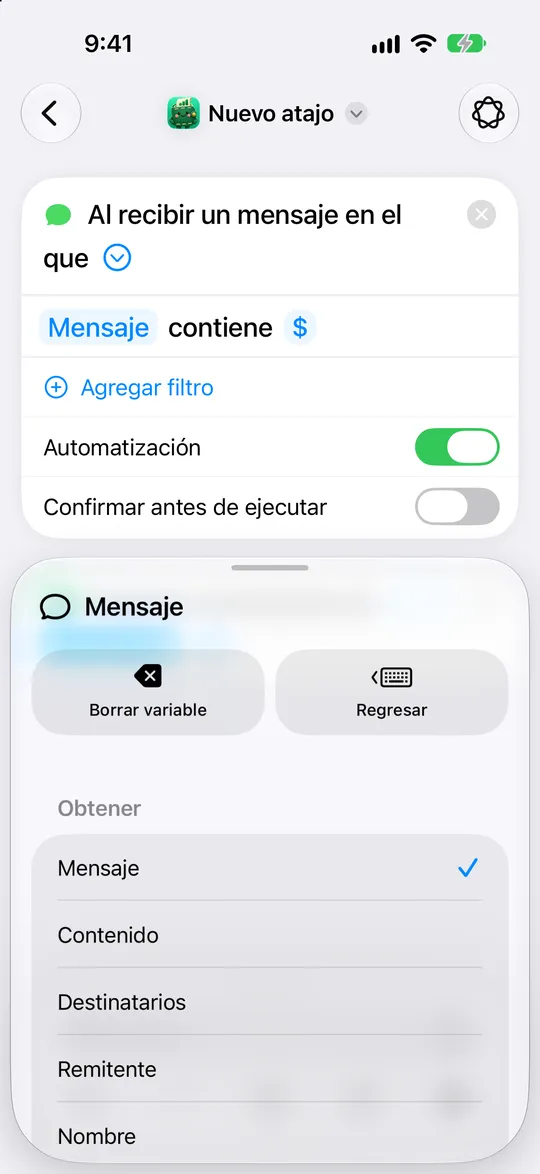 9:41
Nuevo atajo
Al recibir un mensaje en el
que
Mensaje contiene $
Agregar filtro
Automatización
Confirmar antes de ejecutar
Mensaje
Borrar variable
Regresar
Obtener
Mensaje
Contenido
Destinatarios
Remitente
Nombre